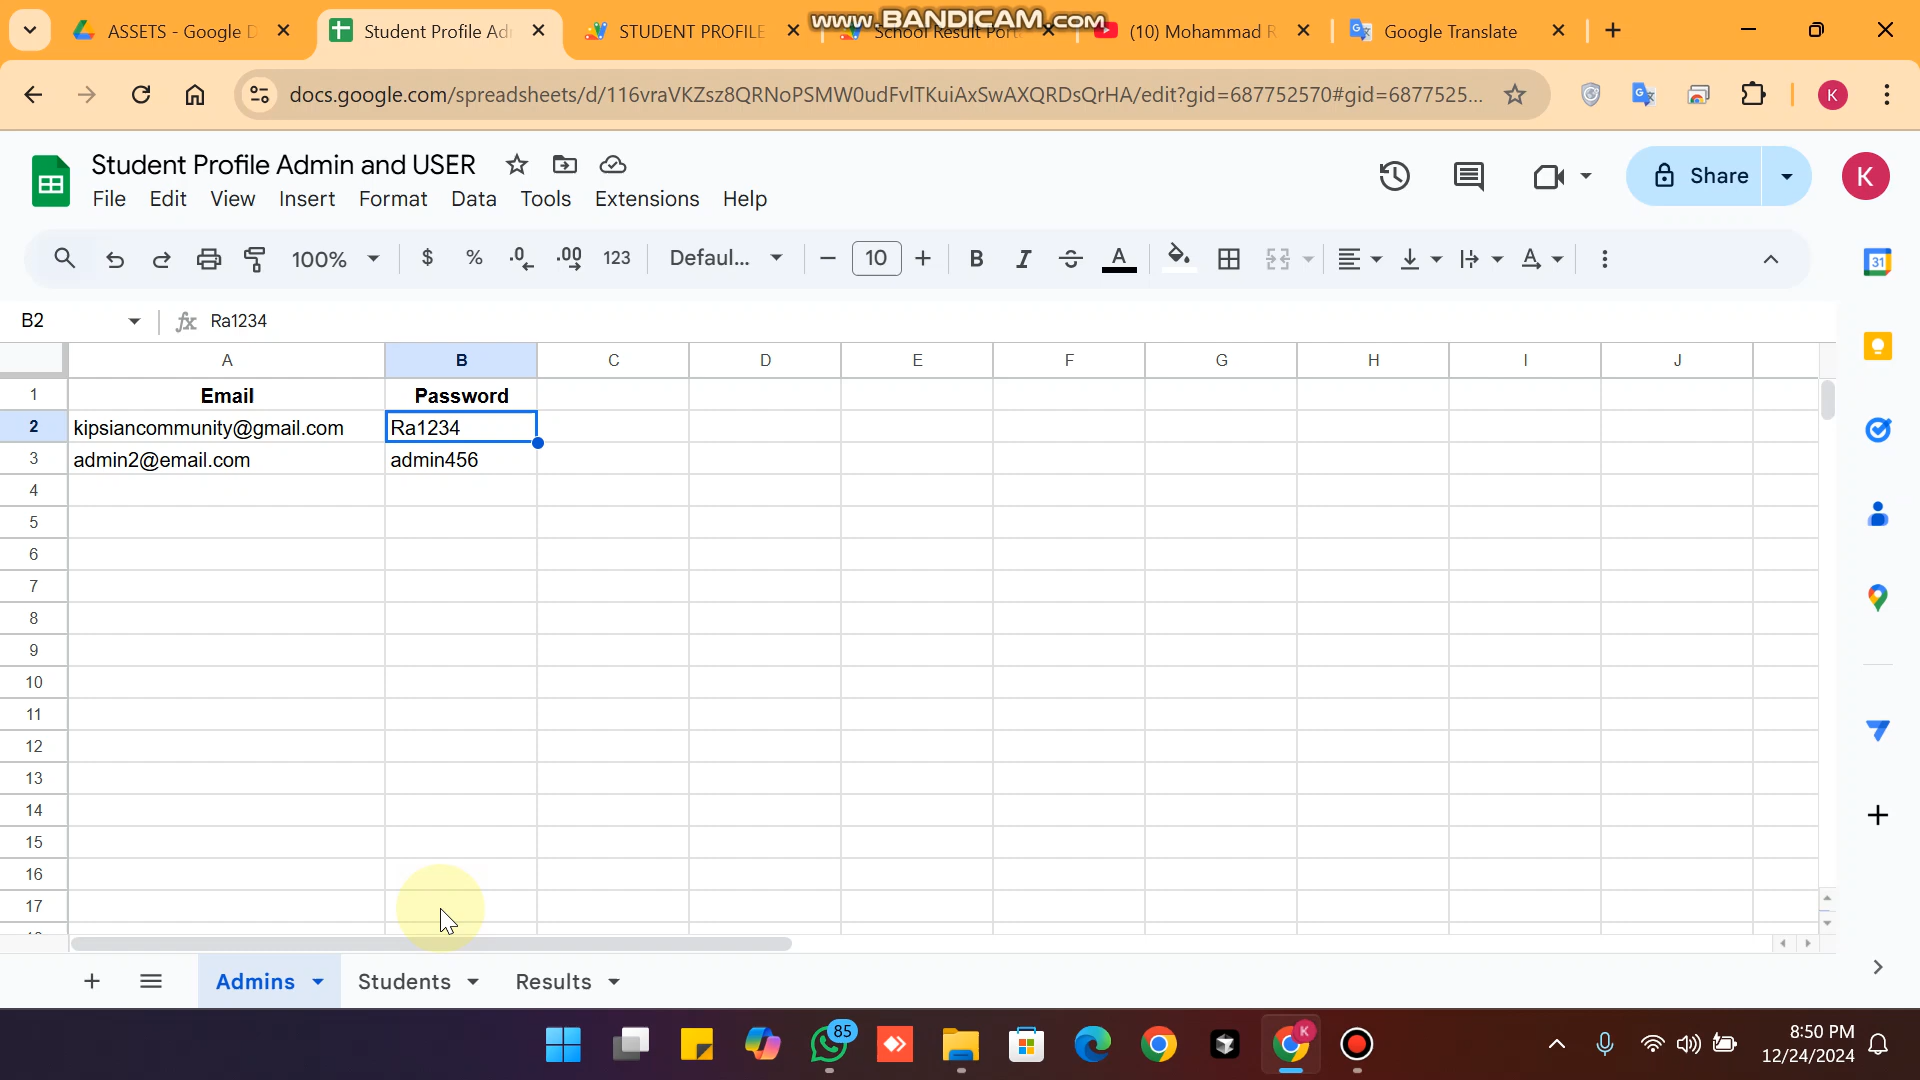 www.BANDICAM.com
ASSETS - Google D
Student Profile Ad
STUDENT PROFILE
School Result Port
(10) Mohammad R
Google Translate
docs.google.com/spreadsheets/d/116vraVKZsz8QRNoPSMW0udFvlTKuiAxSwAXQRDsQrHA/edit?gid=687752570#gid=6877525...
K
Student Profile Admin and USER
File Edit View Insert Format Data Tools Extensions Help
Share
K
100% $ % .0 .00 123 Defaul... 10 B I A
31
B2 fx Ra1234
A B C D E F G H I J
1 Email Password
2 kipsiancommunity@gmail.com Ra1234
3 admin2@email.com admin456
4
5
6
7
8
9
10
11
12
13
14
15
16
17
Admins Students Results
85
K
8:50 PM
12/24/2024